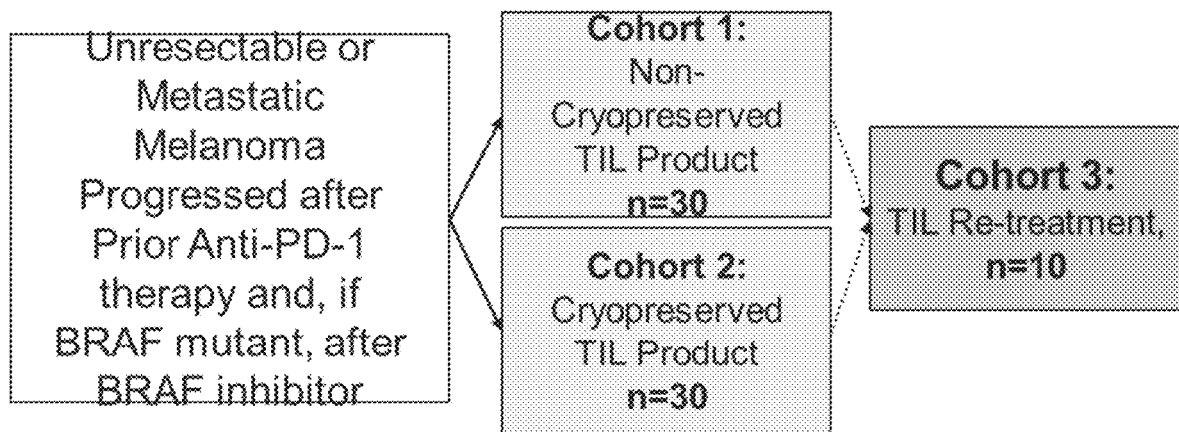 Unresectable or
Metastatic
Melanoma
Progressed after
Prior Anti-PD-1
therapy and, if
BRAF mutant, after
BRAF inhibitor
Cohort 1:
Non-
Cryopreserved
TIL Product
n=30
Cohort 2:
Cryopreserved
TIL Product
n=30
Cohort 3:
TIL Re-treatment,
n=10